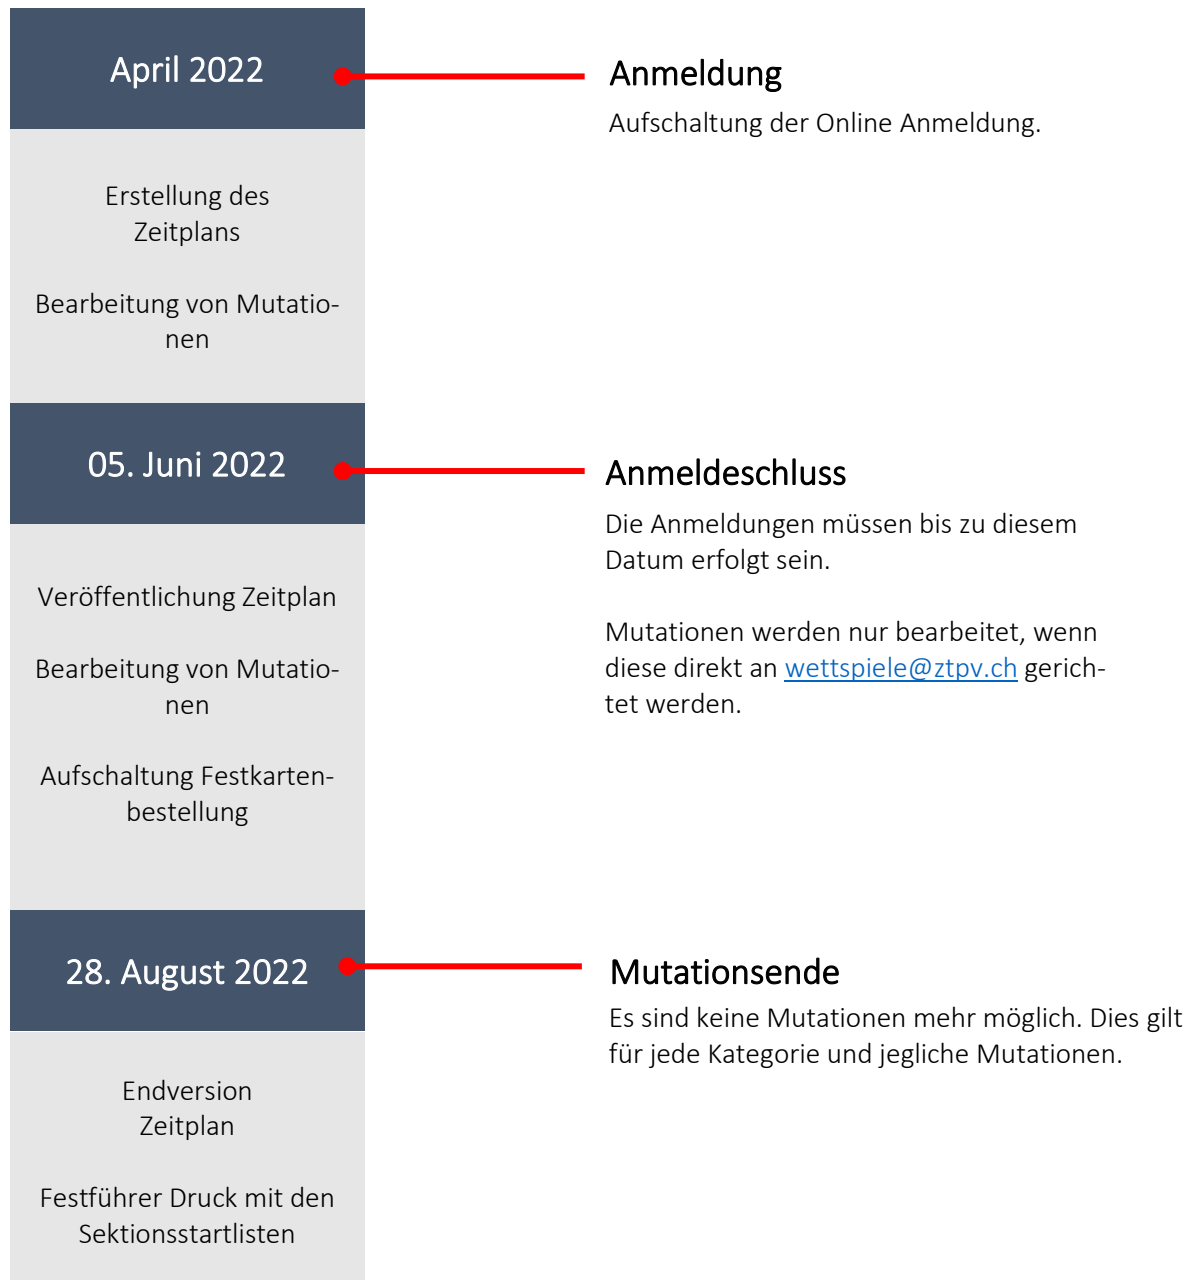 April 2022
Anmeldung
Aufschaltung der Online Anmeldung.
Erstellung des
Zeitplans
Bearbeitung von Mutatio-
nen
05. Juni 2022
Anmeldeschluss
Die Anmeldungen müssen bis zu diesem
Datum erfolgt sein.
Mutationen werden nur bearbeitet, wenn
diese direkt an wettspiele@ztpv.ch gerich-
tet werden.
Veröffentlichung Zeitplan
Bearbeitung von Mutatio-
nen
Aufschaltung Festkarten-
bestellung
28. August 2022
Mutationsende
Es sind keine Mutationen mehr möglich. Dies gilt
für jede Kategorie und jegliche Mutationen.
Endversion
Zeitplan
Festführer Druck mit den
Sektionsstartlisten